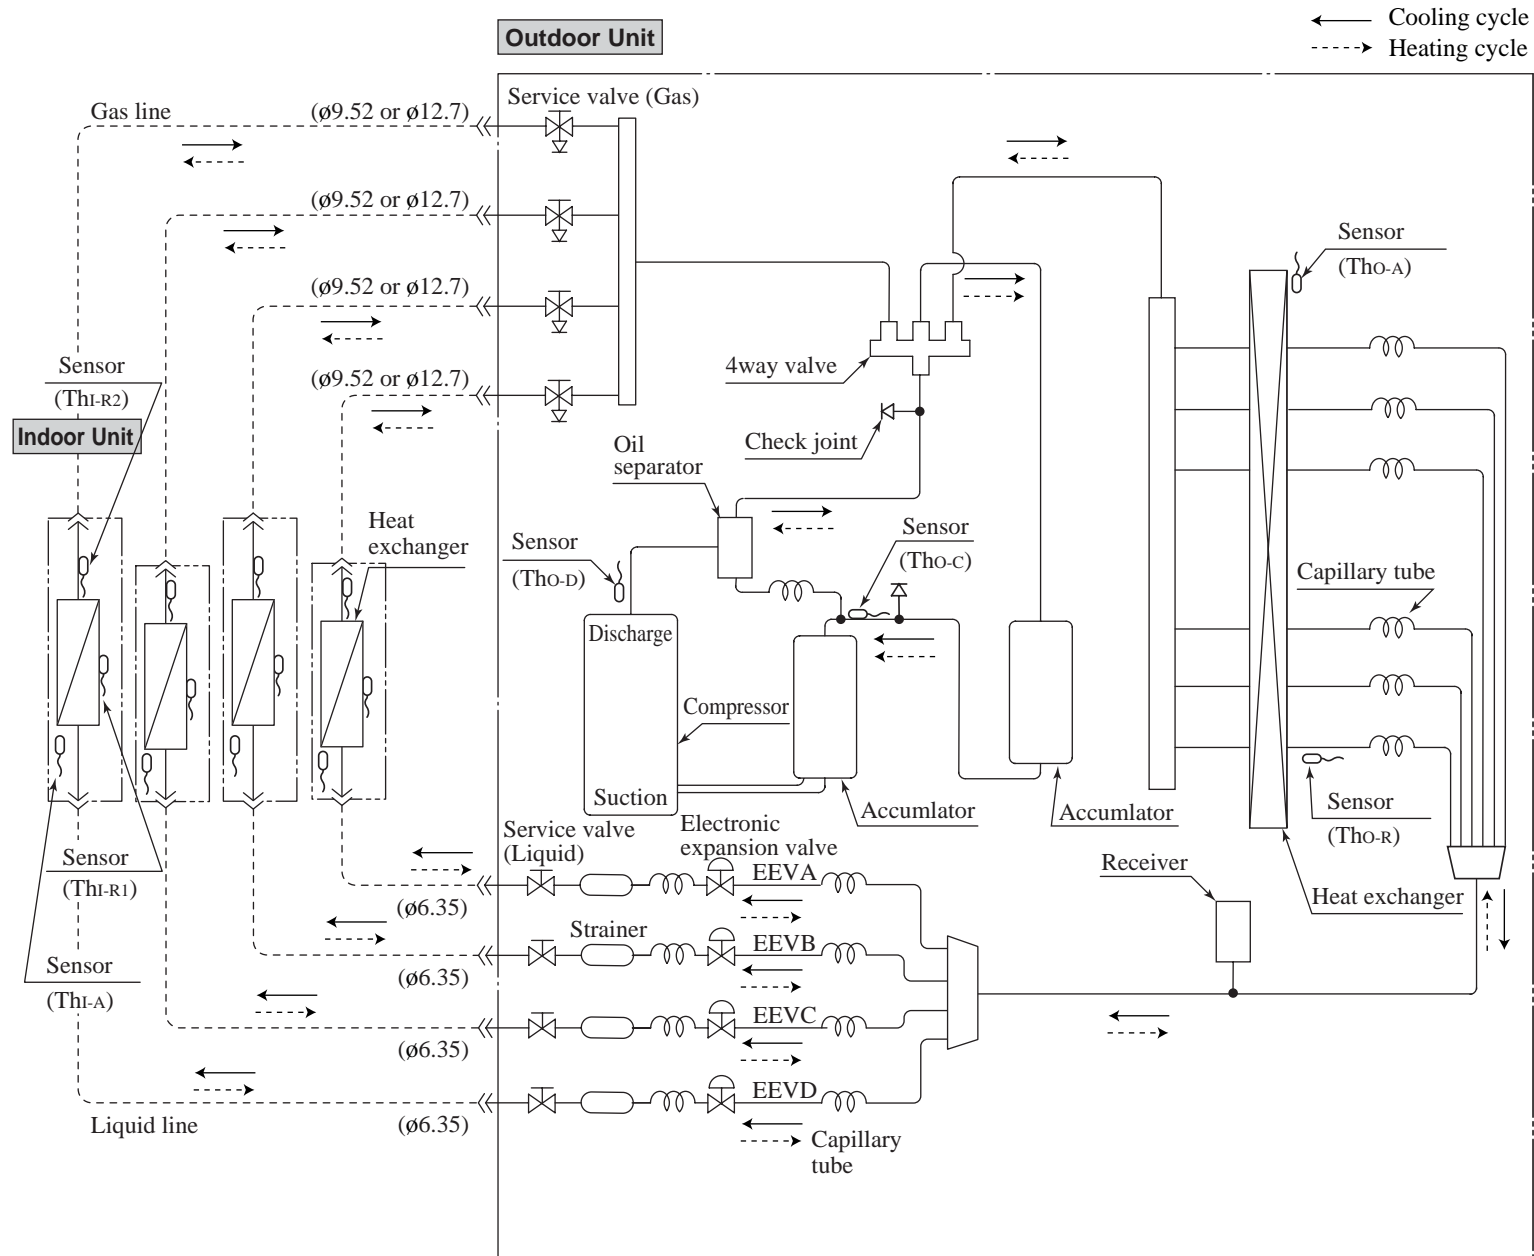 Cooling cycle
Heating cycle
Outdoor Unit
Service valve (Gas)
Gas line
(ø9.52 or ø12.7)
(ø9.52 or ø12.7)
(ø9.52 or ø12.7)
(ø9.52 or ø12.7)
Sensor
(ThI-R2)
Indoor Unit
Sensor
(ThO-A)
4way valve
Check joint
Oil
separator
Heat
exchanger
Sensor
(ThO-D)
Sensor
(ThO-C)
Capillary tube
Discharge
Compressor
Suction
Accumlator
Accumlator
Sensor
(ThO-R)
Heat exchanger
Receiver
Service valve
(Liquid)
Electronic
expansion valve
EEVA
(ø6.35)
Sensor
(ThI-R1)
Strainer
EEVB
(ø6.35)
Sensor
(ThI-A)
EEVC
(ø6.35)
EEVD
(ø6.35)
Liquid line
Capillary
tube